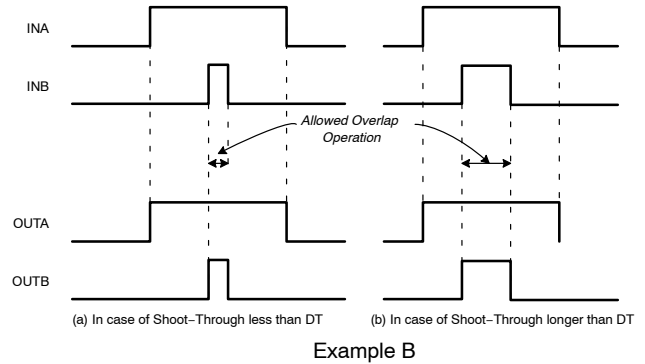 INA
INB
Allowed Overlap
Operation
OUTA
OUTB
(a) In case of Shoot−Through less than DT
(b) In case of Shoot−Through longer than DT
Example B